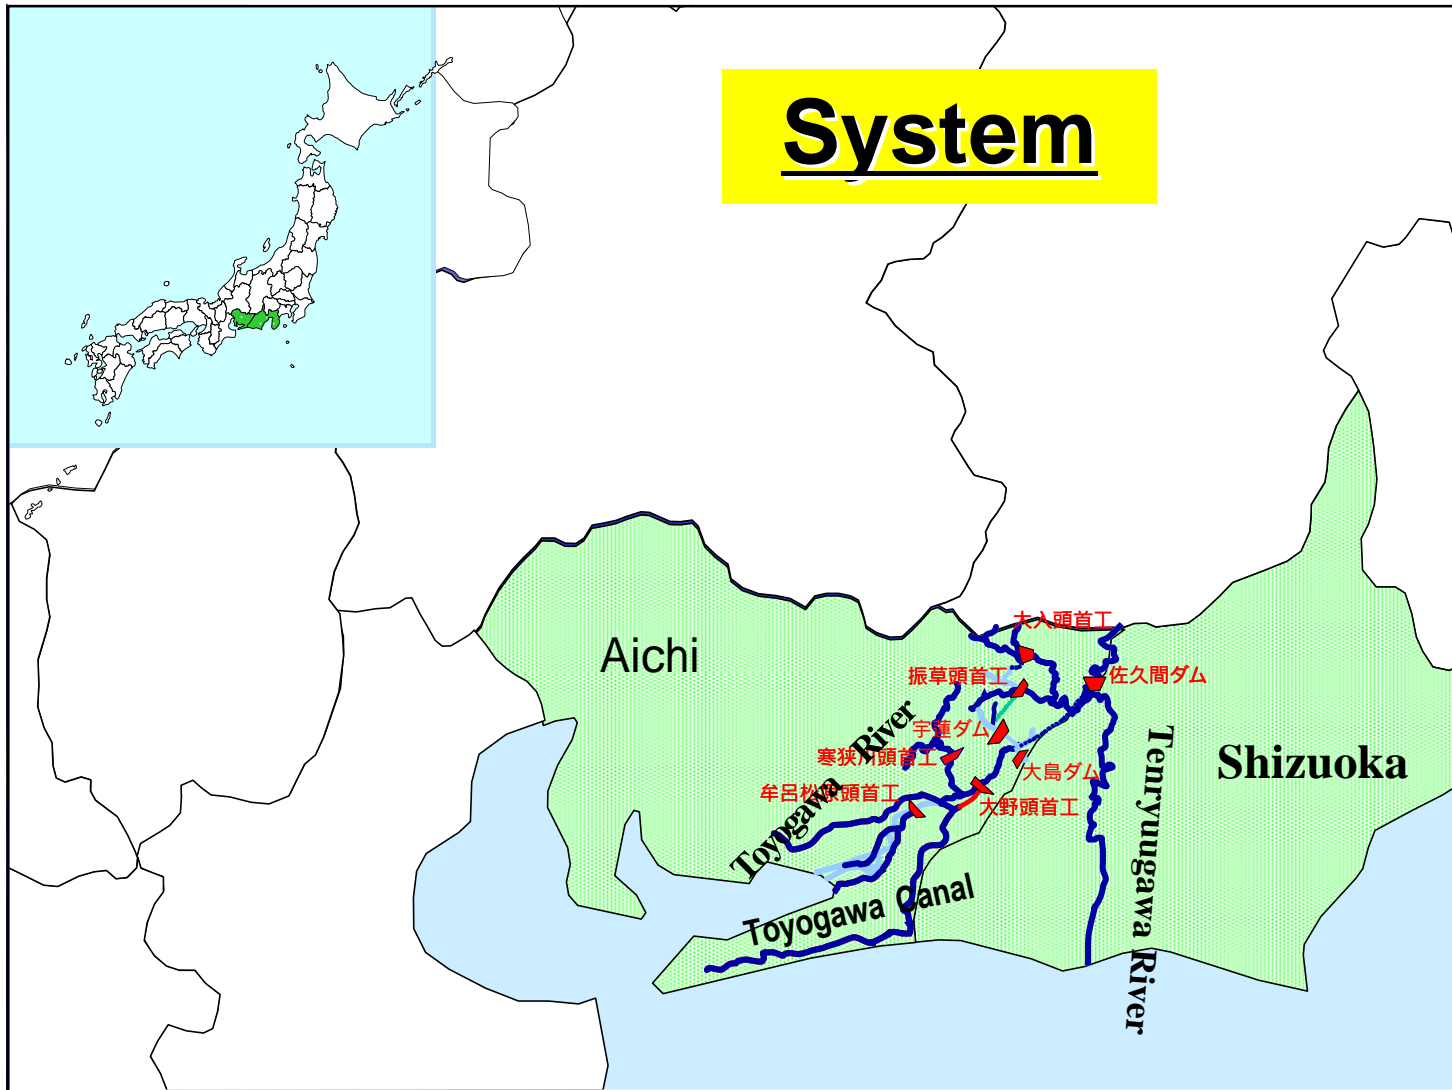 System
Aichi
大入頭首工
振草頭首工
佐久間ダム
宇蓮ダム
寒狭川頭首工
大島ダム
牟呂松原頭首工
大野頭首工
Toyogawa River
Shizuoka
Tenryugawa River
Toyogawa Canal